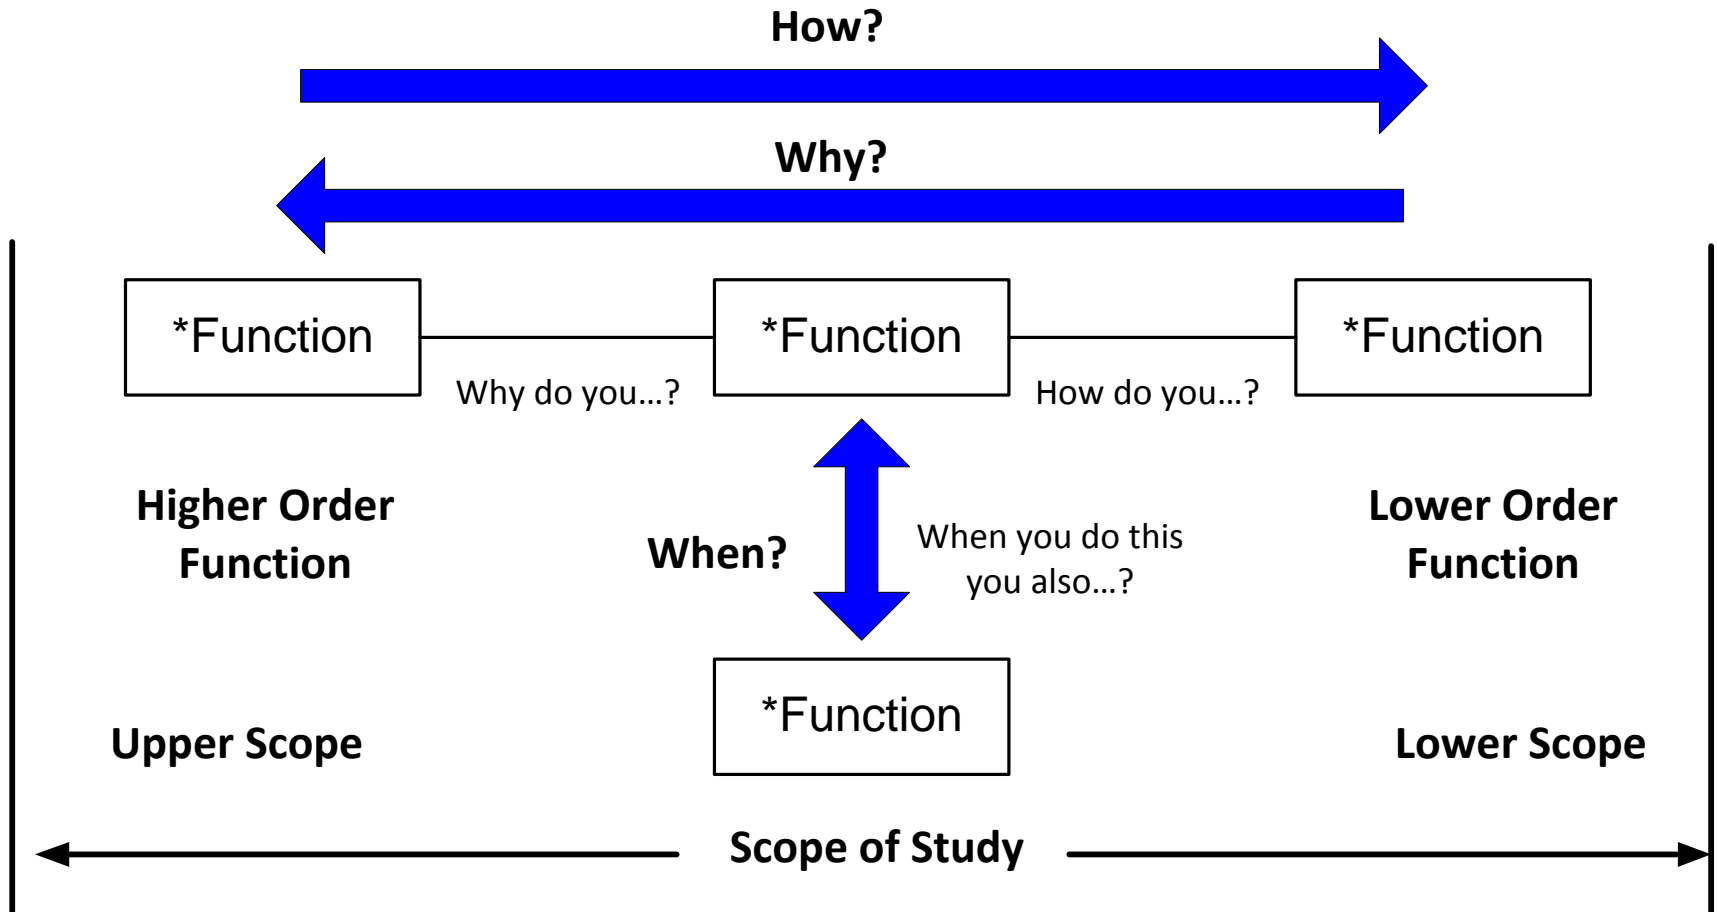 How?
Why?
*Function
*Function
*Function
Why do you...?
How do you...?
Higher Order
Function
When?
When you do this
you also...?
Lower Order
Function
*Function
Upper Scope
Lower Scope
Scope of Study